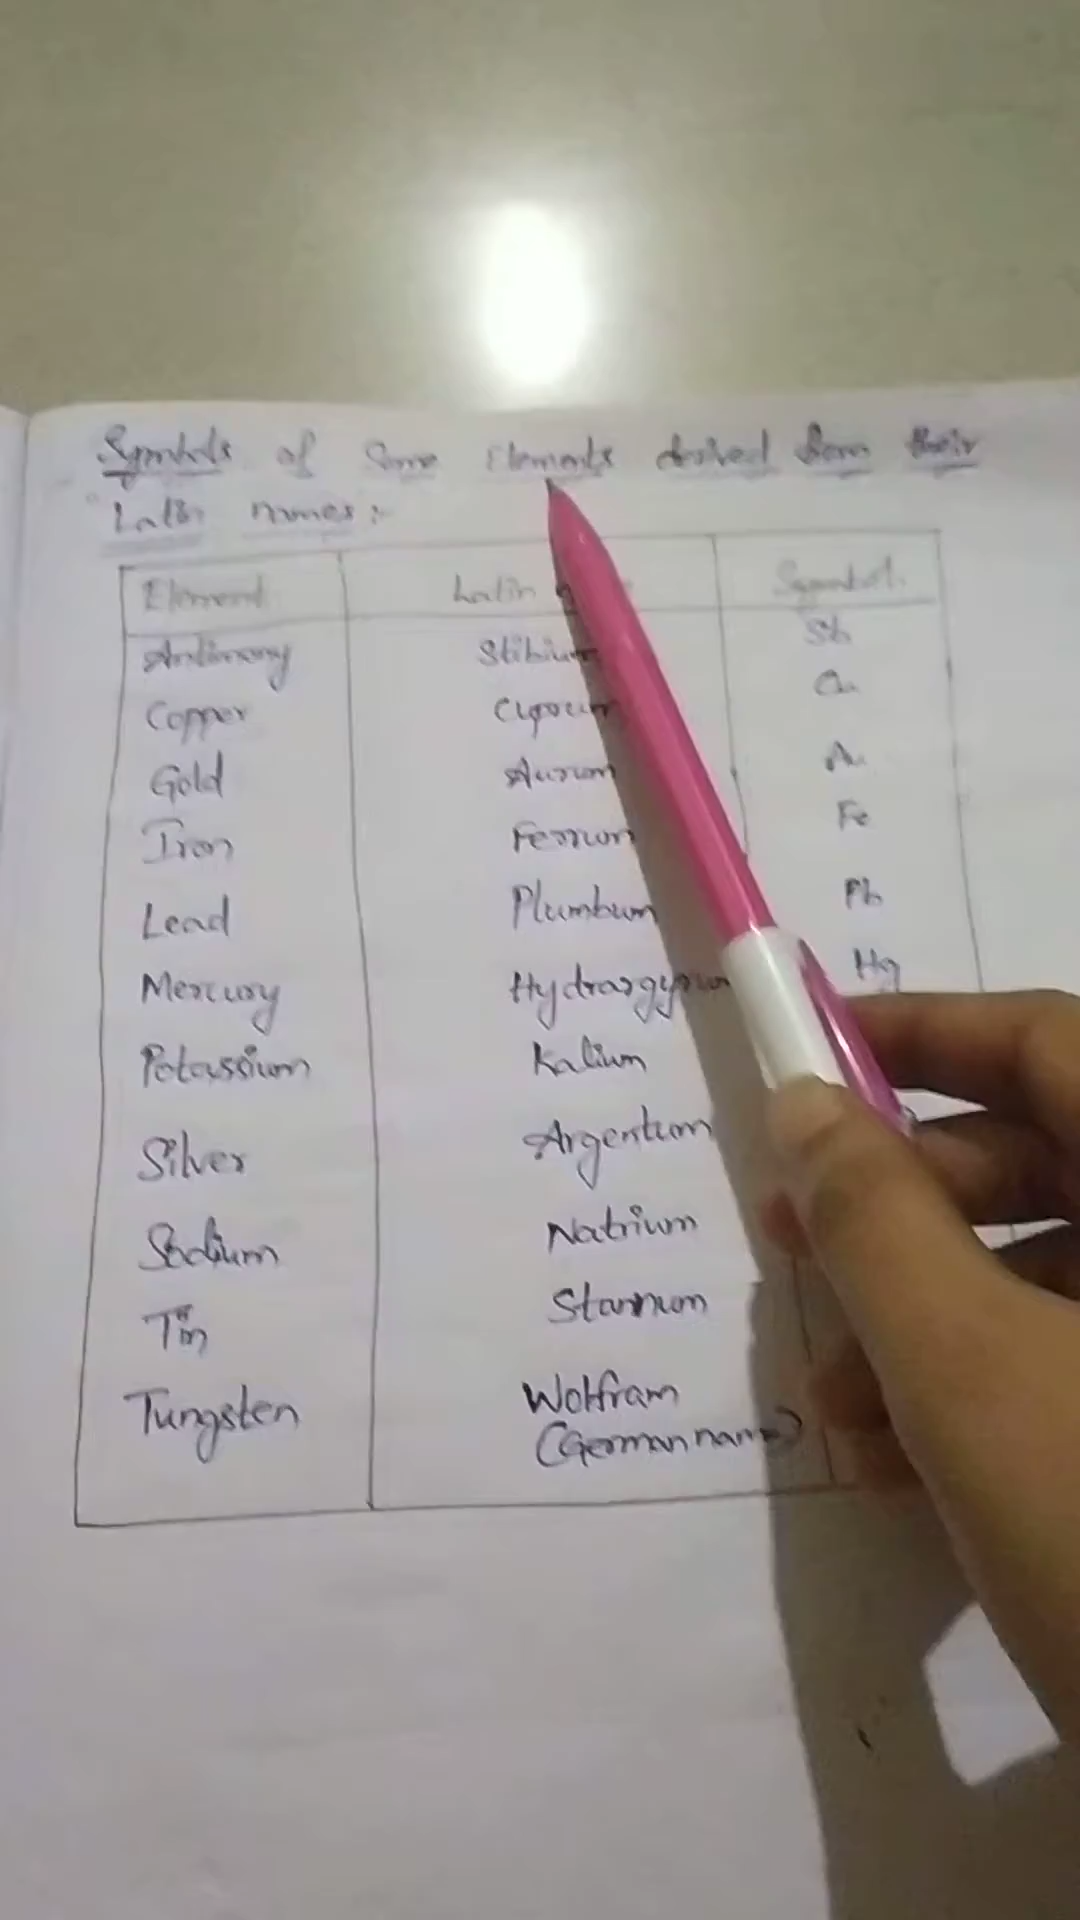 Symbols of Some Elements derived from their
Latin names:-
Element Latin Symbol
Antimony Stibium Sb
Copper Cuprum Cu
Gold Aurum Au
Iron Ferrum Fe
Lead Plumbum Pb
Mercury Hydrargyrum Hg
Potassium Kalium
Silver Argentum
Sodium Natrium
Tin Stannum
Tungsten Wolfram
(German name)